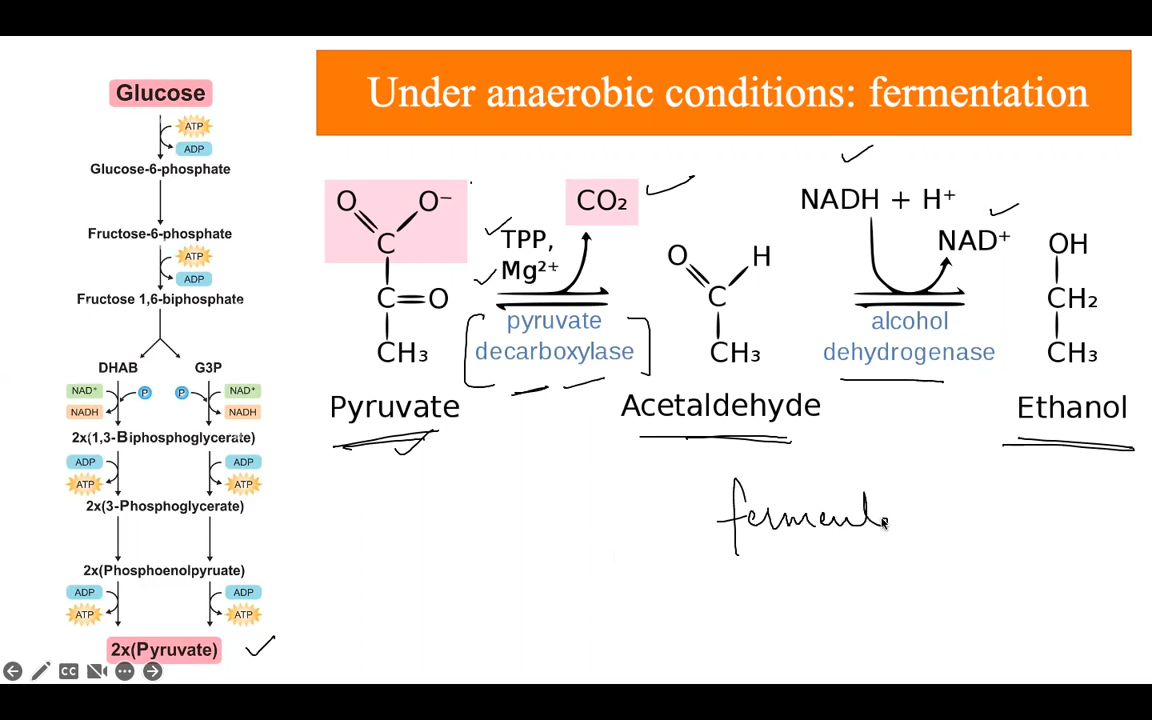 Under anaerobic conditions: fermentation
Glucose
ATP
ADP
Glucose-6-phosphate
Fructose-6-phosphate
ATP
ADP
Fructose 1,6-biphosphate
DHAB G3P
NAD⁺ P P NAD⁺
NADH NADH
2x(1,3-Biphosphoglycerate)
ADP ADP
ATP ATP
2x(3-Phosphoglycerate)
2x(Phosphoenolpyruate)
ADP ADP
ATP ATP
2x(Pyruvate)
CC
O O⁻
C
C=O
CH₃
Pyruvate
TPP,
Mg²⁺
CO₂
pyruvate
decarboxylase
O H
C
CH₃
Acetaldehyde
NADH + H⁺
NAD⁺
alcohol
dehydrogenase
OH
CH₂
CH₃
Ethanol